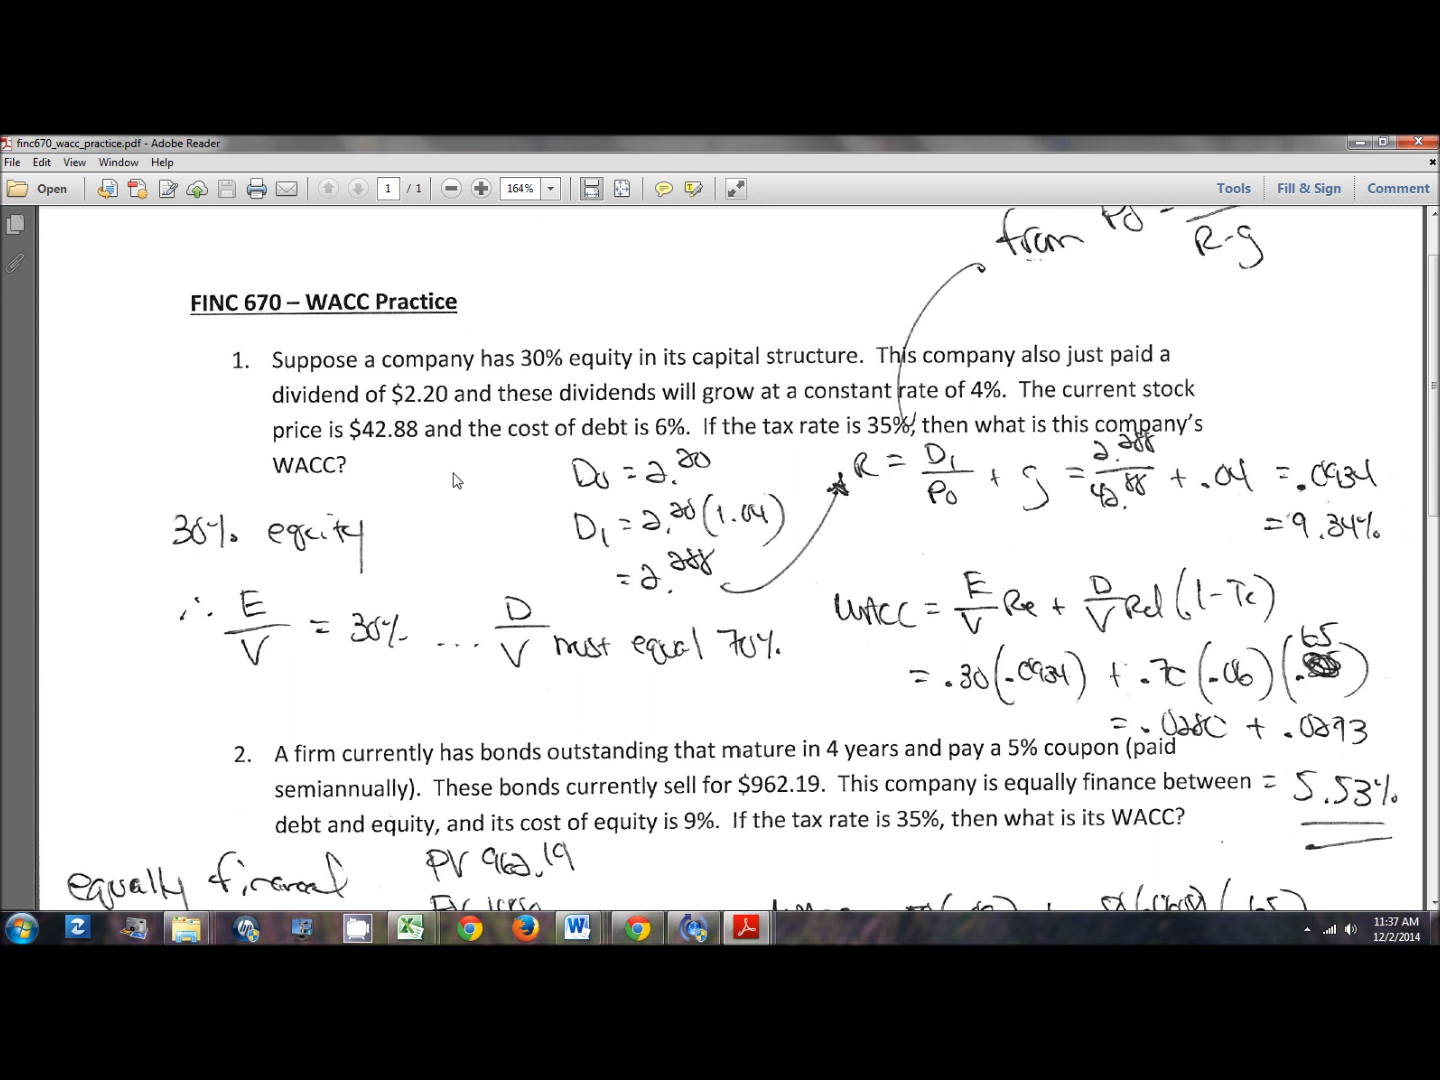 finc670_wacc_practice.pdf - Adobe Reader
File Edit View Window Help
Open 1 / 1 164% Tools Fill & Sign Comment
from P0 =
R-g
FINC 670 – WACC Practice
1. Suppose a company has 30% equity in its capital structure. This company also just paid a
dividend of $2.20 and these dividends will grow at a constant rate of 4%. The current stock
price is $42.88 and the cost of debt is 6%. If the tax rate is 35%, then what is this company's
WACC?
D0 = 2.20
R = D1/P0 + g = 2.288/42.88 + .04 = .0934
= 9.34%
30% equity
D1 = 2.20(1.04)
= 2.288
∴ E/V = 30% ... D/V must equal 70%.
WACC = E/V Re + D/V Rd (1-Tc)
= .30(.0934) + .70(.06)(.65)
= .0280 + .0273
= 5.53%
2. A firm currently has bonds outstanding that mature in 4 years and pay a 5% coupon (paid
semiannually). These bonds currently sell for $962.19. This company is equally finance between
debt and equity, and its cost of equity is 9%. If the tax rate is 35%, then what is its WACC?
equally financed
PV 962.19
11:37 AM
12/2/2014